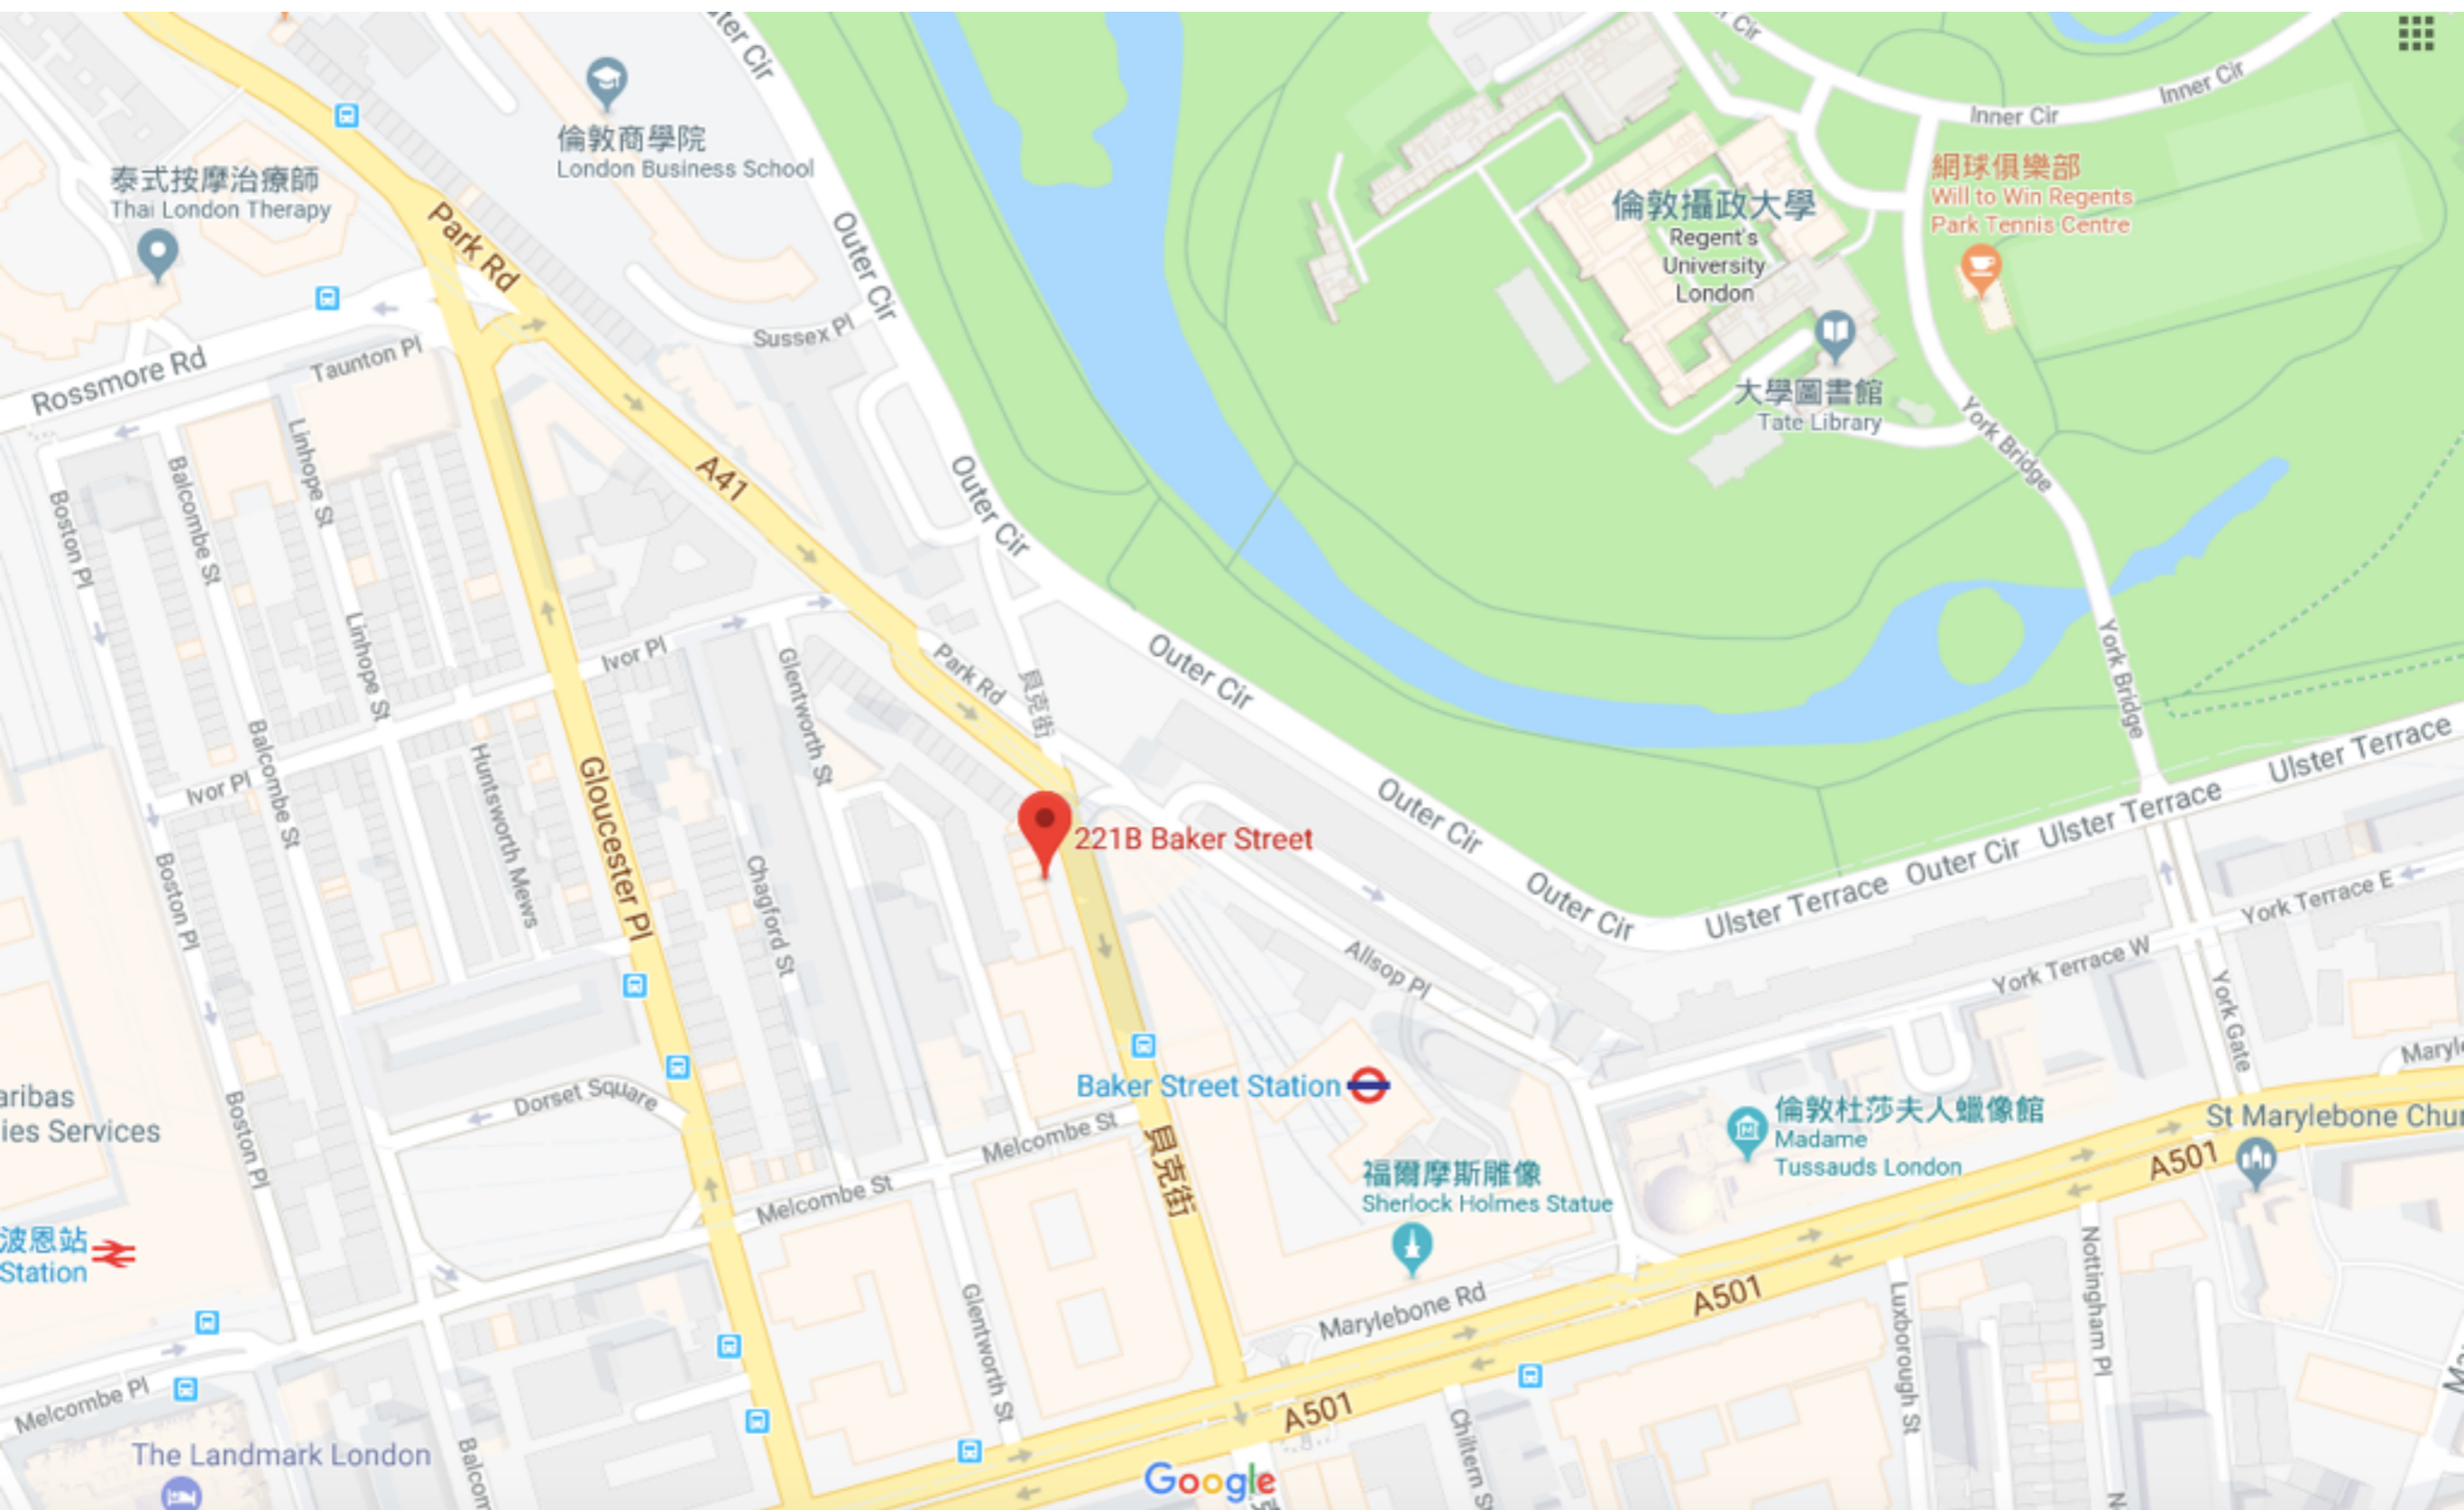 Outer Cir
Inner Cir
Inner Cir
倫敦商學院
London Business School
泰式按摩治療師
Thai London Therapy
網球俱樂部
Will to Win Regents
Park Tennis Centre
倫敦攝政大學
Regent's
University
London
Park Rd
Outer Cir
Sussex Pl
Rossmore Rd
Taunton Pl
大學圖書館
Tate Library
York Bridge
A41
Linhope St
Balcombe St
Boston Pl
Outer Cir
Ivor Pl
Linhope St
Glentworth St
Park Rd
貝克街
Outer Cir
York Bridge
Ivor Pl
Balcombe St
Huntsworth Mews
Gloucester Pl
221B Baker Street
Outer Cir
Ulster Terrace
Ulster Terrace
Outer Cir
Ulster Terrace
Outer Cir
Boston Pl
Chagford St
Allsop Pl
York Terrace E
York Terrace W
York Gate
Baker Street Station
Dorset Square
aribas
ies Services
Boston Pl
Melcombe St
貝克街
倫敦杜莎夫人蠟像館
Madame
Tussauds London
St Marylebone Chur
A501
福爾摩斯雕像
Sherlock Holmes Statue
Melcombe St
波恩站
Station
Marylebone Rd
A501
Glentworth St
Luxborough St
Nottingham Pl
Melcombe Pl
A501
Chiltern S
The Landmark London
Balcom
Google